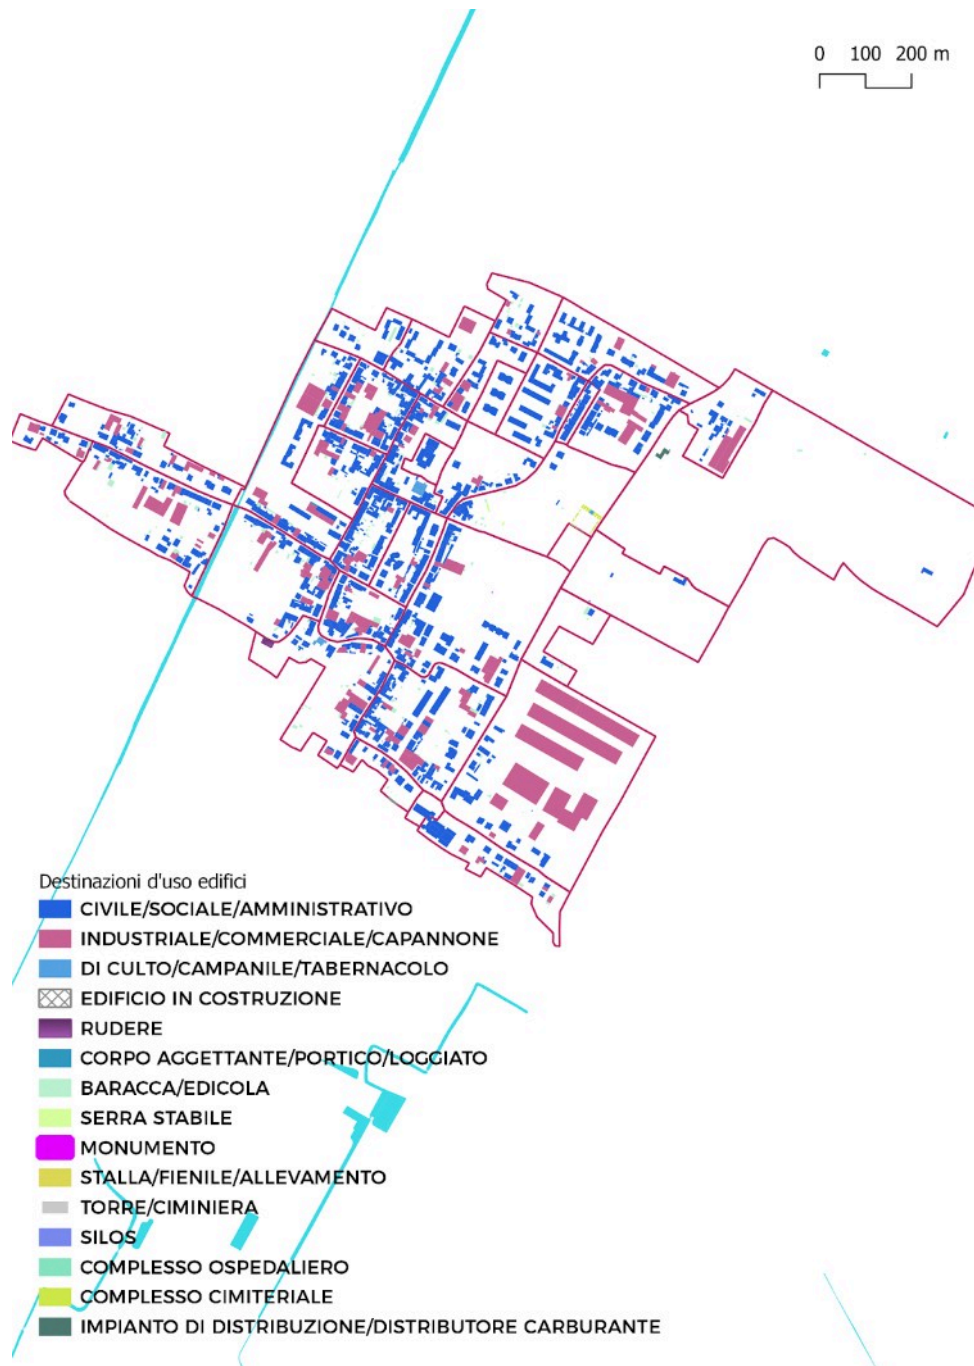 0 100 200 m
Destinazioni d'uso edifici
CIVILE/SOCIALE/AMMINISTRATIVO
INDUSTRIALE/COMMERCIALE/CAPANNONE
DI CULTO/CAMPANILE/TABERNACOLO
EDIFICIO IN COSTRUZIONE
RUDERE
CORPO AGGETTANTE/PORTICO/LOGGIATO
BARACCA/EDICOLA
SERRA STABILE
MONUMENTO
STALLA/FIENILE/ALLEVAMENTO
TORRE/CIMINIERA
SILOS
COMPLESSO OSPEDALIERO
COMPLESSO CIMITERIALE
IMPIANTO DI DISTRIBUZIONE/DISTRIBUTORE CARBURANTE